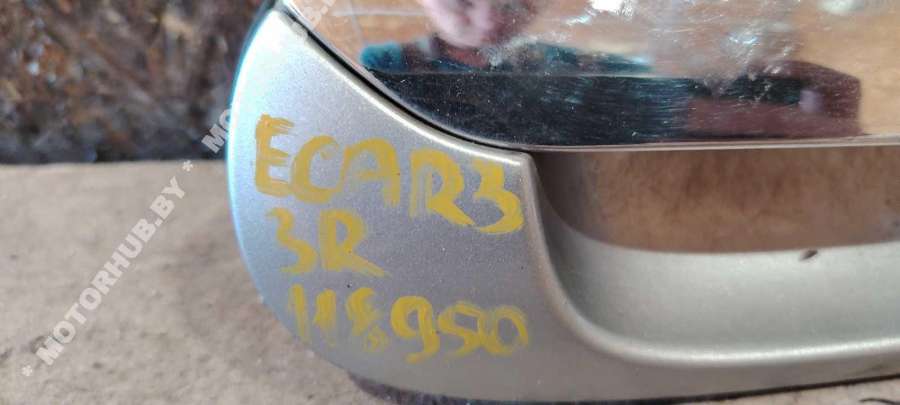 ECAR3
3R
118950
* MOTORHUB.BY *